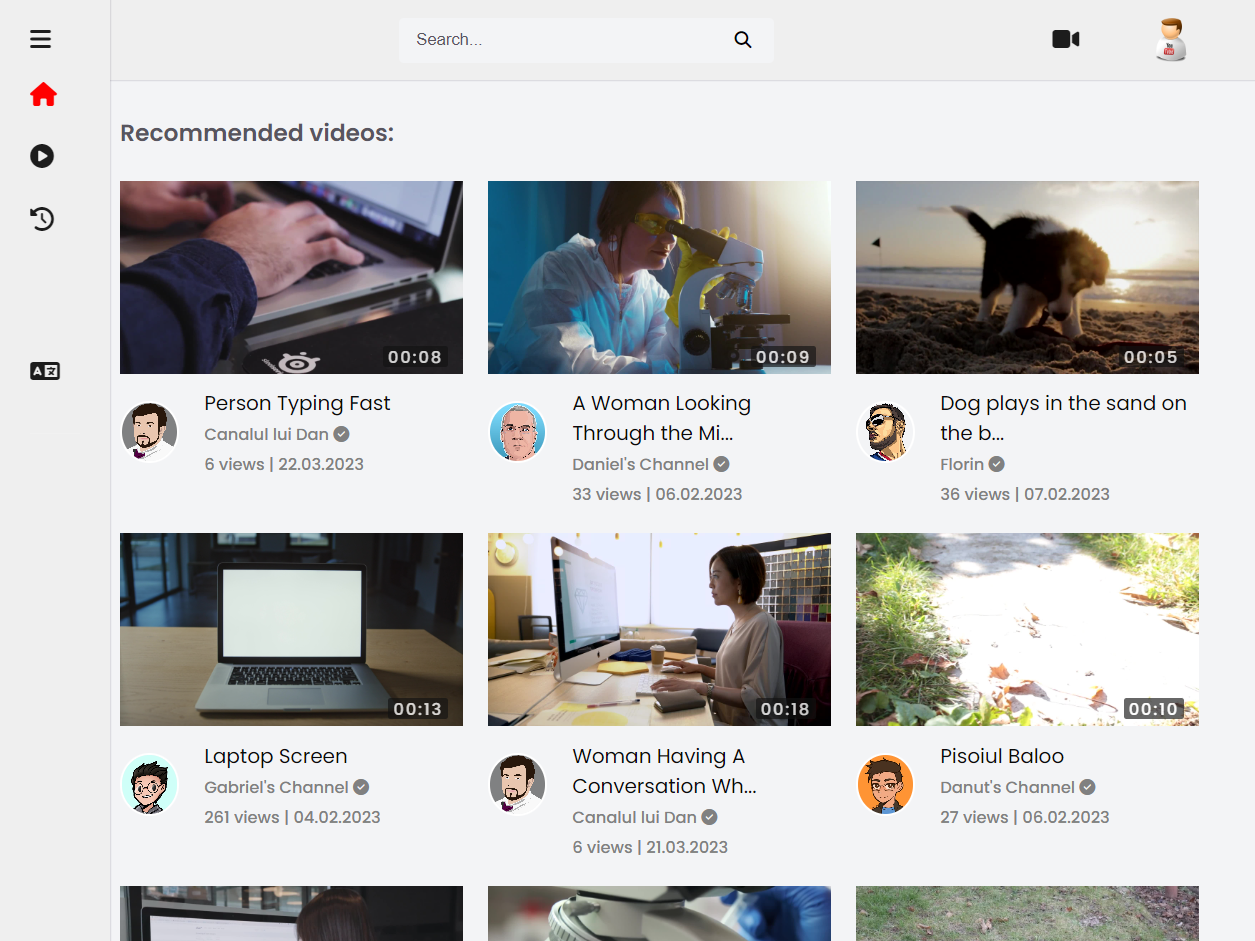 Search...
Recommended videos:
00:08
00:09
00:05
Person Typing Fast
Canalul lui Dan
6 views | 22.03.2023
A Woman Looking
Through the Mi...
Daniel's Channel
33 views | 06.02.2023
Dog plays in the sand on
the b...
Florin
36 views | 07.02.2023
00:13
00:18
00:10
Laptop Screen
Gabriel's Channel
261 views | 04.02.2023
Woman Having A
Conversation Wh...
Canalul lui Dan
6 views | 21.03.2023
Pisoiul Baloo
Danut's Channel
27 views | 06.02.2023